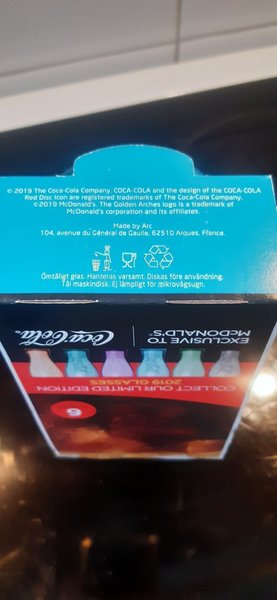 © 2019 The Coca-Cola Company. COCA-COLA and the design of the COCA-COLA
Red Disc Icon are registered trademarks of The Coca-Cola Company.
©2019 McDonald's. The Golden Arches logo is a trademark of
McDonald's corporation and its affiliates.
Made by Arc
104, avenue du Général de Gaulle, 62510 Arques, France.
Ömtåligt glas. Hanteras varsamt. Diskas före användning.
Tål maskindisk. Ej lämpligt för mikrovågsugn.
EXCLUSIVE TO
McDONALD'S™
Coca-Cola
COLLECT OUR LIMITED EDITION
2019 GLASSES